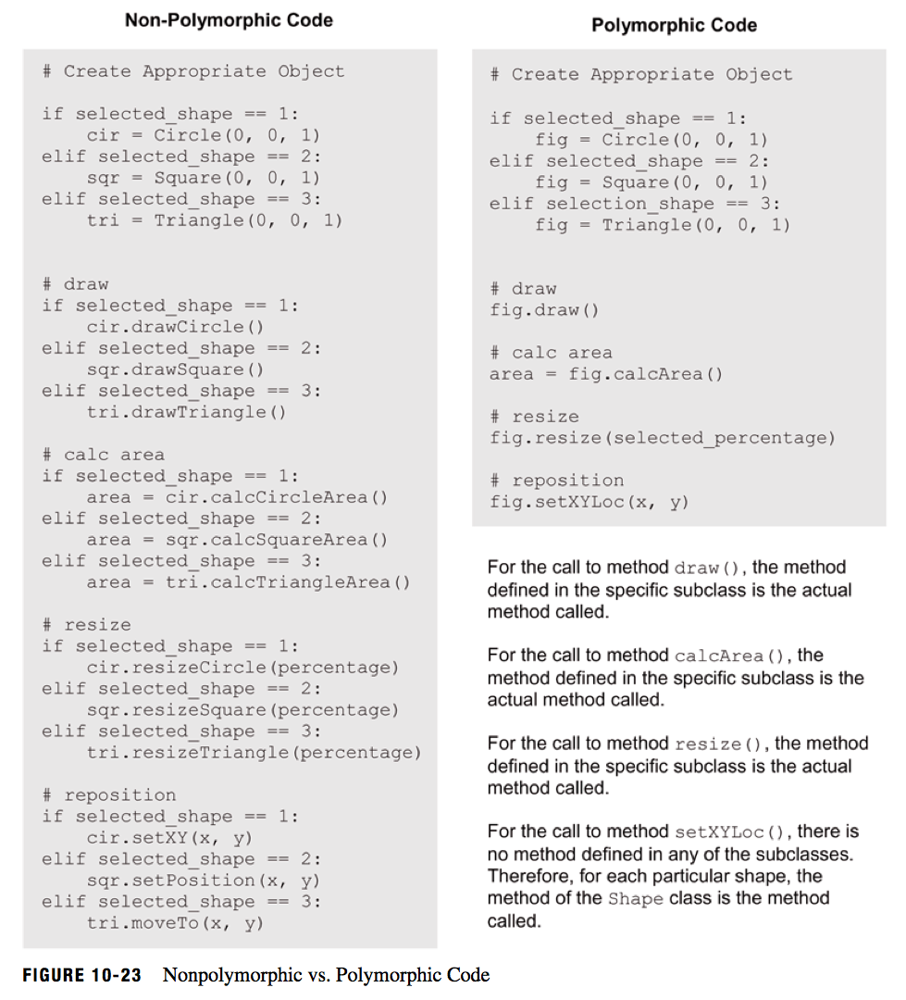 Non-Polymorphic Code
# Create Appropriate Object
if selected_shape == 1:
    cir = Circle(0, 0, 1)
elif selected_shape == 2:
    sqr = Square(0, 0, 1)
elif selected_shape == 3:
    tri = Triangle(0, 0, 1)
# draw
if selected_shape == 1:
    cir.drawCircle()
elif selected_shape == 2:
    sqr.drawSquare()
elif selected_shape == 3:
    tri.drawTriangle()
# calc area
if selected_shape == 1:
    area = cir.calcCircleArea()
elif selected_shape == 2:
    area = sqr.calcSquareArea()
elif selected_shape == 3:
    area = tri.calcTriangleArea()
# resize
if selected_shape == 1:
    cir.resizeCircle(percentage)
elif selected_shape == 2:
    sqr.resizeSquare(percentage)
elif selected_shape == 3:
    tri.resizeTriangle(percentage)
# reposition
if selected_shape == 1:
    cir.setXY(x, y)
elif selected_shape == 2:
    sqr.setPosition(x, y)
elif selected_shape == 3:
    tri.moveTo(x, y)
Polymorphic Code
# Create Appropriate Object
if selected_shape == 1:
    fig = Circle(0, 0, 1)
elif selected_shape == 2:
    fig = Square(0, 0, 1)
elif selection_shape == 3:
    fig = Triangle(0, 0, 1)
# draw
fig.draw()
# calc area
area = fig.calcArea()
# resize
fig.resize(selected_percentage)
# reposition
fig.setXYLoc(x, y)
For the call to method draw(), the method
defined in the specific subclass is the actual
method called.
For the call to method calcArea(), the
method defined in the specific subclass is the
actual method called.
For the call to method resize(), the method
defined in the specific subclass is the actual
method called.
For the call to method setXYLoc(), there is
no method defined in any of the subclasses.
Therefore, for each particular shape, the
method of the Shape class is the method
called.
FIGURE 10-23 Nonpolymorphic vs. Polymorphic Code